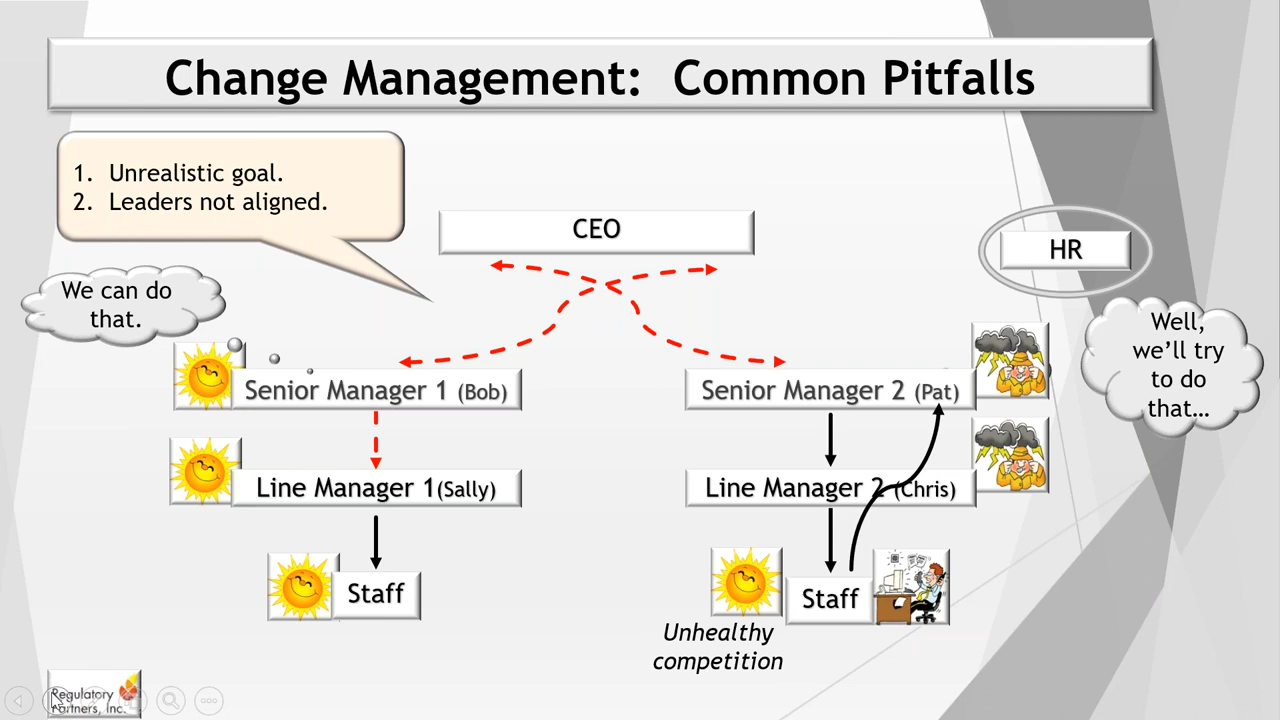 Change Management:  Common Pitfalls
1. Unrealistic goal.
2. Leaders not aligned.
CEO
HR
We can do
that.
Well,
we'll try
to do
that...
Senior Manager 1 (Bob)
Senior Manager 2 (Pat)
Line Manager 1(Sally)
Line Manager 2 (Chris)
Staff
Staff
Unhealthy
competition
Regulatory
Partners, Inc.